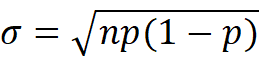 σ = √np(1 − p)